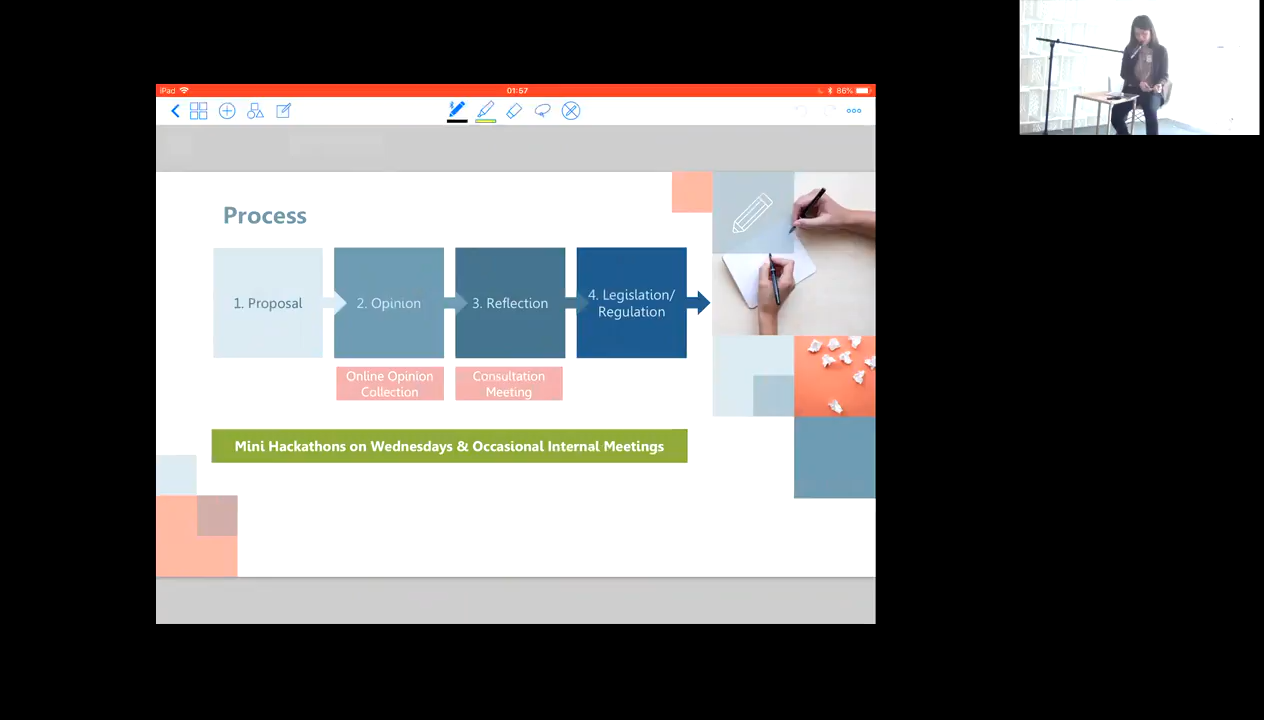 iPad
01:57
86%
Process
1. Proposal
2. Opinion
3. Reflection
4. Legislation/
Regulation
Online Opinion
Collection
Consultation
Meeting
Mini Hackathons on Wednesdays & Occasional Internal Meetings